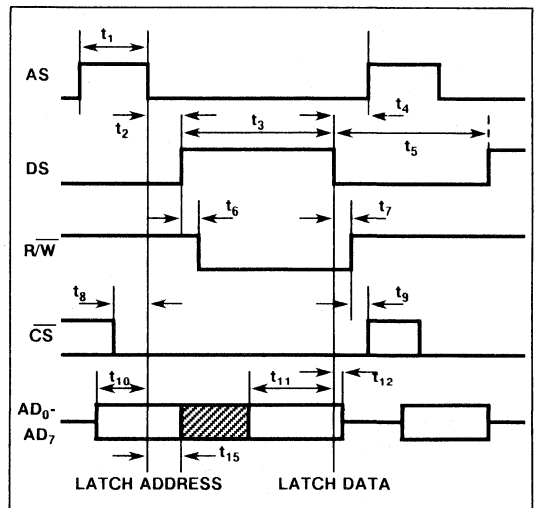 t1
AS
t2
t3
t4
t5
DS
t6
t7
R/W̅
t8
t9
C̅S̅
t10
t11
t12
AD0-
AD7
t15
LATCH ADDRESS
LATCH DATA